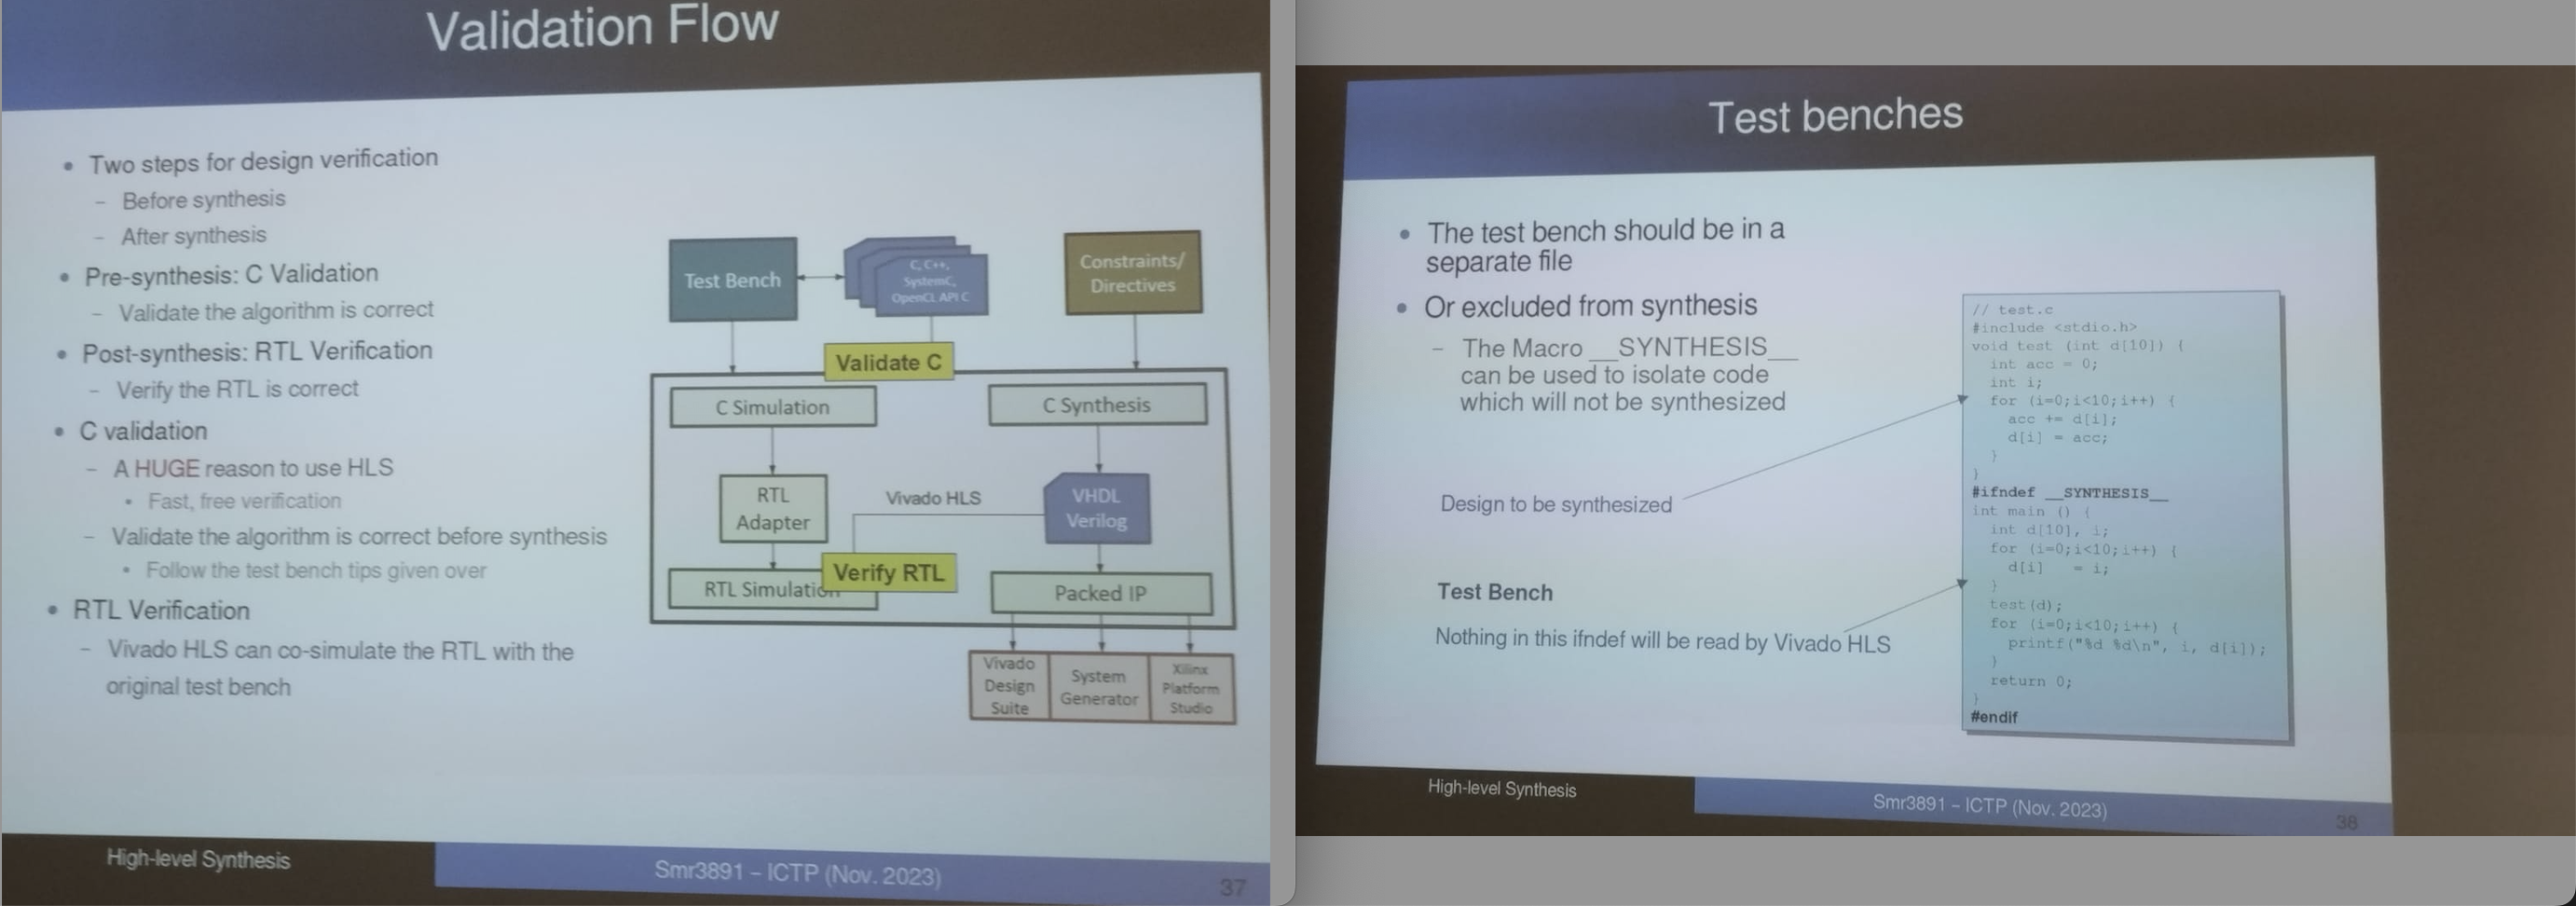 Validation Flow
• Two steps for design verification
– Before synthesis
– After synthesis
• Pre-synthesis: C Validation
– Validate the algorithm is correct
• Post-synthesis: RTL Verification
– Verify the RTL is correct
• C validation
– A HUGE reason to use HLS
• Fast, free verification
– Validate the algorithm is correct before synthesis
• Follow the test bench tips given over
• RTL Verification
– Vivado HLS can co-simulate the RTL with the
original test bench
Test Bench
C, C++,
SystemC,
OpenCL API C
Constraints/
Directives
Validate C
C Simulation
C Synthesis
RTL
Adapter
Vivado HLS
VHDL
Verilog
Verify RTL
RTL Simulation
Packed IP
Vivado
Design
Suite
System
Generator
Xilinx
Platform
Studio
High-level Synthesis
Smr3891 – ICTP (Nov. 2023)
37
Test benches
• The test bench should be in a
separate file
• Or excluded from synthesis
– The Macro __SYNTHESIS__
can be used to isolate code
which will not be synthesized
Design to be synthesized
Test Bench
Nothing in this ifndef will be read by Vivado HLS
// test.c
#include <stdio.h>
void test (int d[10]) {
int acc = 0;
int i;
for (i=0;i<10;i++) {
acc += d[i];
d[i] = acc;
}
}
#ifndef __SYNTHESIS__
int main () {
int d[10], i;
for (i=0;i<10;i++) {
d[i] = i;
}
test(d);
for (i=0;i<10;i++) {
printf("%d %d\n", i, d[i]);
}
return 0;
}
#endif
High-level Synthesis
Smr3891 – ICTP (Nov. 2023)
38